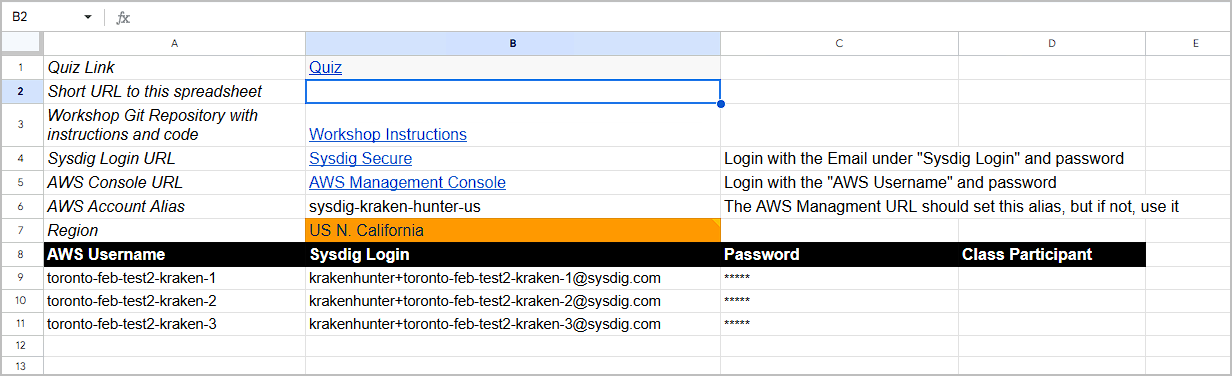 B2 fx
A B C D E
1 Quiz Link Quiz
2 Short URL to this spreadsheet
3 Workshop Git Repository with
instructions and code Workshop Instructions
4 Sysdig Login URL Sysdig Secure Login with the Email under "Sysdig Login" and password
5 AWS Console URL AWS Management Console Login with the "AWS Username" and password
6 AWS Account Alias sysdig-kraken-hunter-us The AWS Managment URL should set this alias, but if not, use it
7 Region US N. California
8 AWS Username Sysdig Login Password Class Participant
9 toronto-feb-test2-kraken-1 krakenhunter+toronto-feb-test2-kraken-1@sysdig.com *****
10 toronto-feb-test2-kraken-2 krakenhunter+toronto-feb-test2-kraken-2@sysdig.com *****
11 toronto-feb-test2-kraken-3 krakenhunter+toronto-feb-test2-kraken-3@sysdig.com *****
12
13